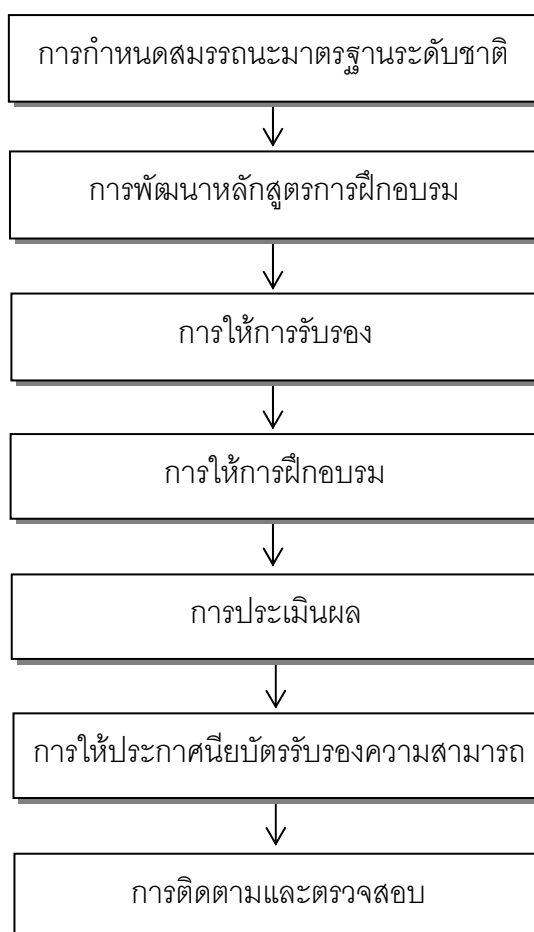 การกำหนดสมรรถนะมาตรฐานระดับชาติ
การพัฒนาหลักสูตรการฝึกอบรม
การให้การรับรอง
การให้การฝึกอบรม
การประเมินผล
การให้ประกาศนียบัตรรับรองความสามารถ
การติดตามและตรวจสอบ